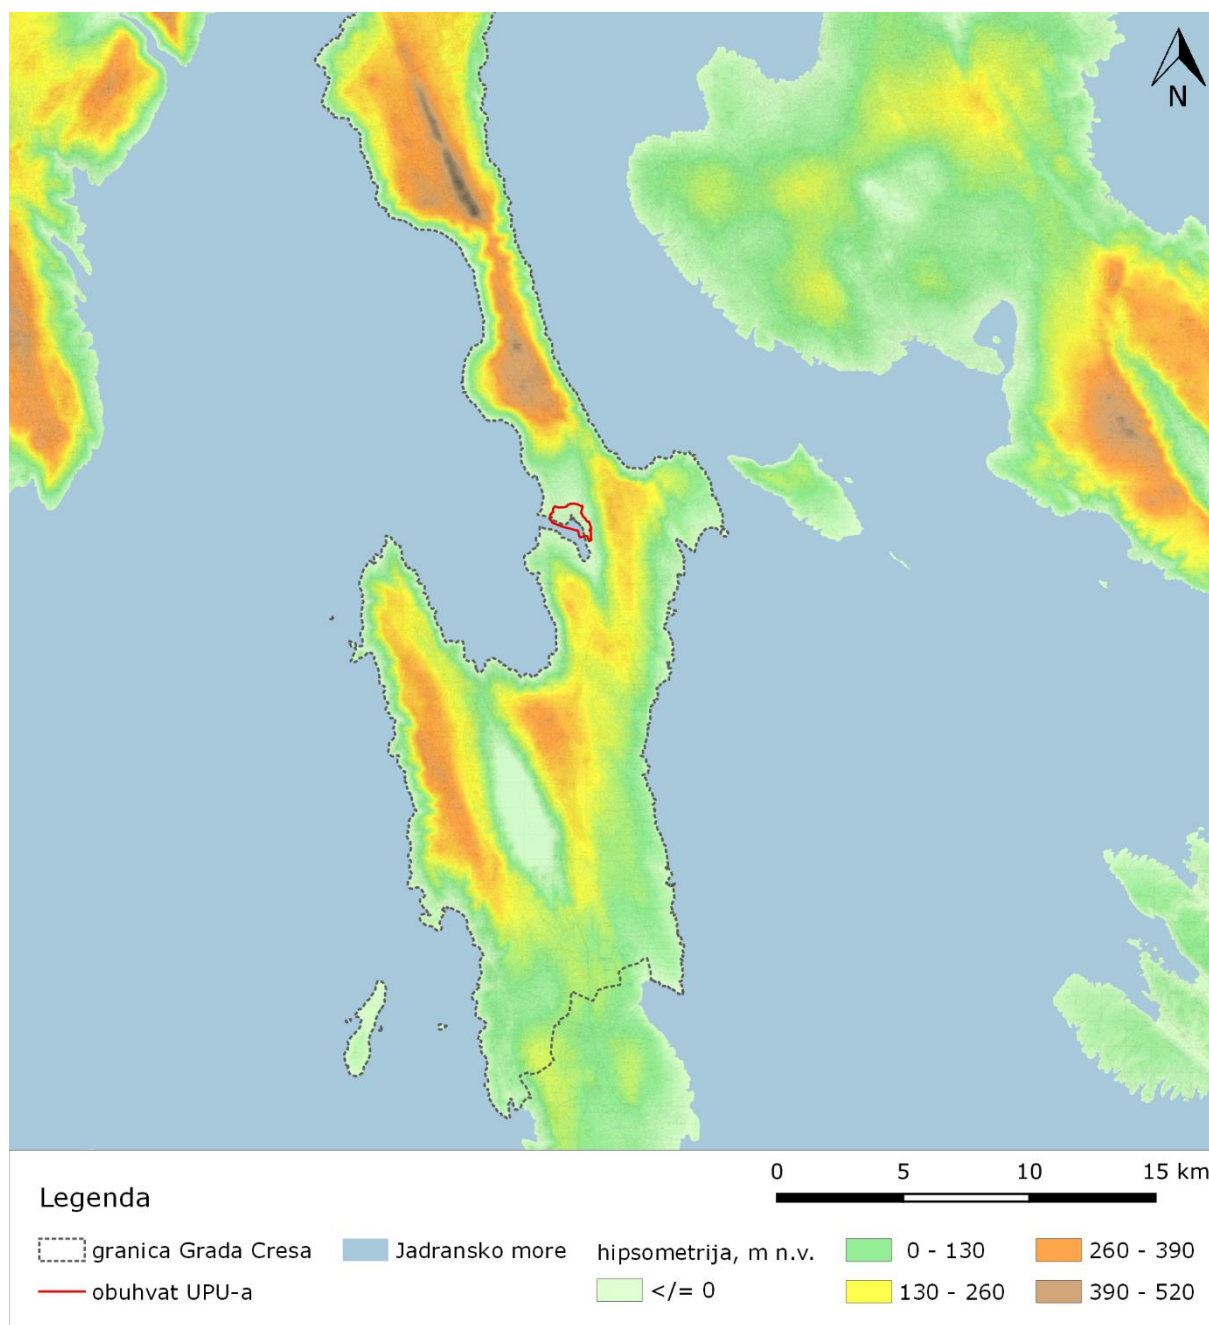 N
0 5 10 15 km
Legenda
granica Grada Cresa
Jadransko more
hipsometrija, m n.v.
0 - 130
260 - 390
obuhvat UPU-a
</= 0
130 - 260
390 - 520